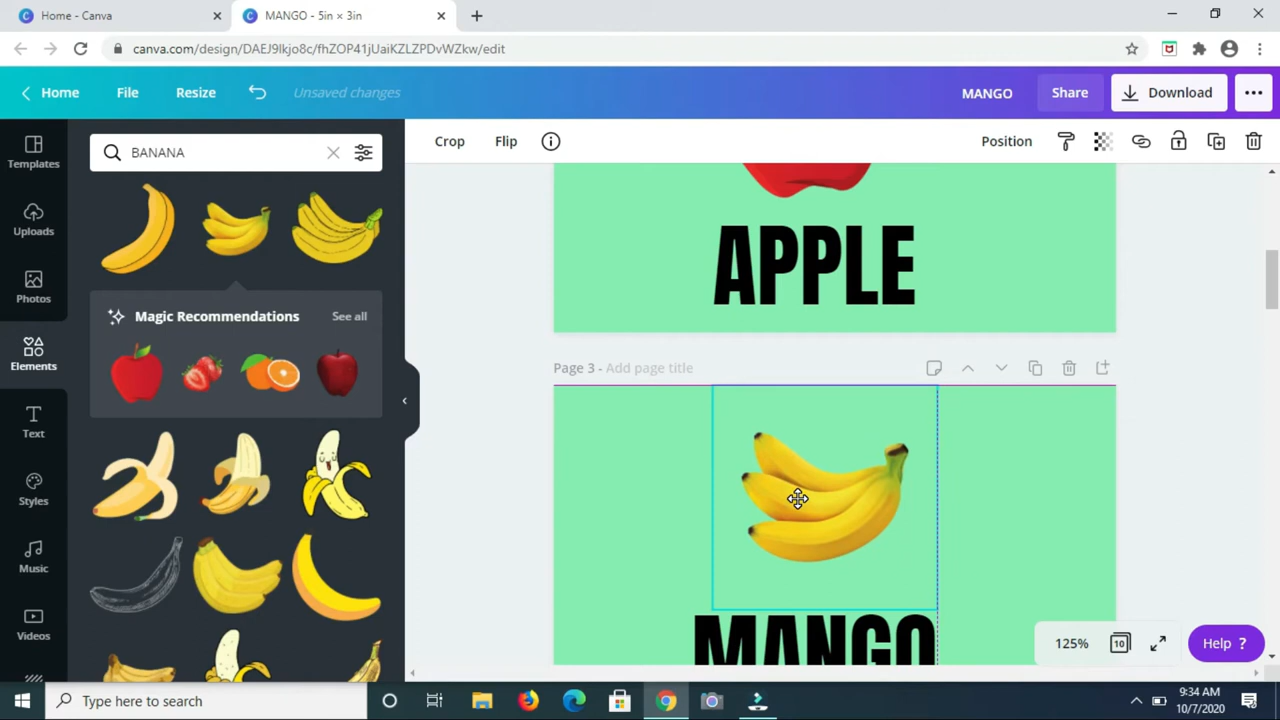 Home - Canva
MANGO - 5in × 3in
canva.com/design/DAEJ9lkjo8c/fhZOP41jUaiKZLZPDvWZkw/edit
Home File Resize Unsaved changes MANGO Share Download
BANANA
Crop Flip Position
Templates
Uploads
Photos
Elements
Text
Styles
Music
Videos
Magic Recommendations See all
APPLE
Page 3 - Add page title
MANGO
125% 10 Help ?
Type here to search
9:34 AM
10/7/2020